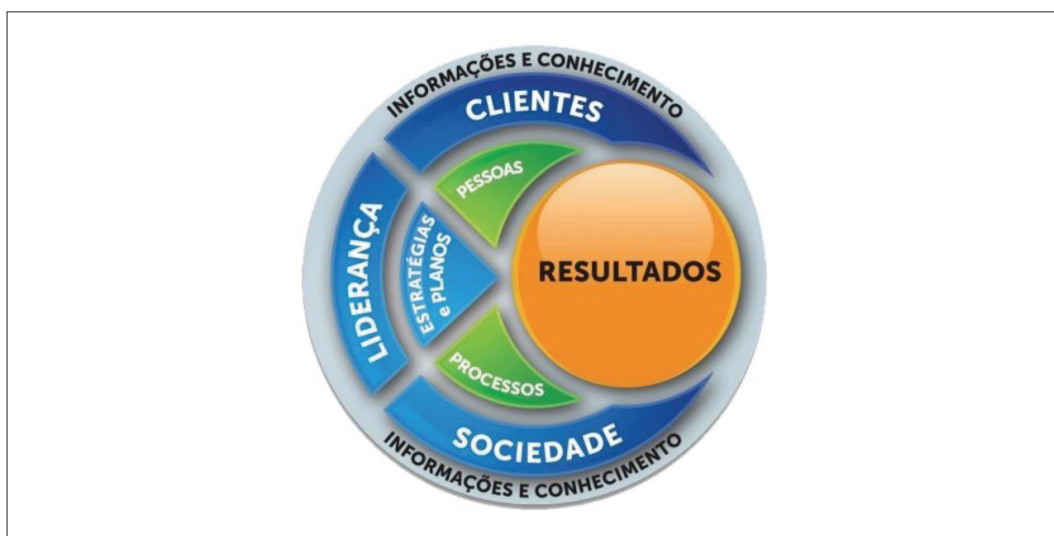 INFORMAÇÕES E CONHECIMENTO
CLIENTES
PESSOAS
LIDERANÇA
ESTRATÉGIAS
e PLANOS
RESULTADOS
PROCESSOS
SOCIEDADE
INFORMAÇÕES E CONHECIMENTO